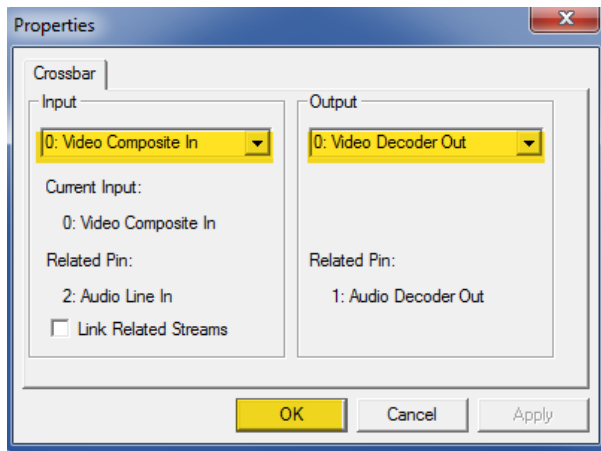 Properties
Crossbar
Input
0: Video Composite In
Current Input:
0: Video Composite In
Related Pin:
2: Audio Line In
Link Related Streams
Output
0: Video Decoder Out
Related Pin:
1: Audio Decoder Out
OK
Cancel
Apply